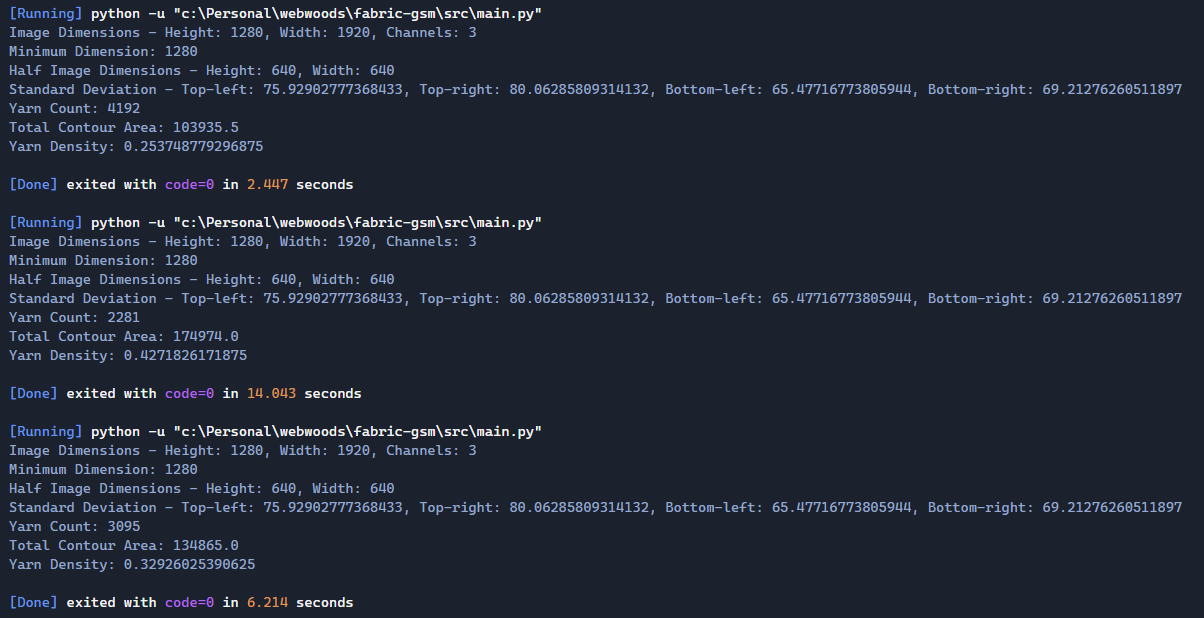 [Running] python -u "c:\Personal\webwoods\fabric-gsm\src\main.py"
Image Dimensions - Height: 1280, Width: 1920, Channels: 3
Minimum Dimension: 1280
Half Image Dimensions - Height: 640, Width: 640
Standard Deviation - Top-left: 75.92902777368433, Top-right: 80.06285809314132, Bottom-left: 65.47716773805944, Bottom-right: 69.21276260511897
Yarn Count: 4192
Total Contour Area: 103935.5
Yarn Density: 0.253748779296875
[Done] exited with code=0 in 2.447 seconds
[Running] python -u "c:\Personal\webwoods\fabric-gsm\src\main.py"
Image Dimensions - Height: 1280, Width: 1920, Channels: 3
Minimum Dimension: 1280
Half Image Dimensions - Height: 640, Width: 640
Standard Deviation - Top-left: 75.92902777368433, Top-right: 80.06285809314132, Bottom-left: 65.47716773805944, Bottom-right: 69.21276260511897
Yarn Count: 2281
Total Contour Area: 174974.0
Yarn Density: 0.4271826171875
[Done] exited with code=0 in 14.043 seconds
[Running] python -u "c:\Personal\webwoods\fabric-gsm\src\main.py"
Image Dimensions - Height: 1280, Width: 1920, Channels: 3
Minimum Dimension: 1280
Half Image Dimensions - Height: 640, Width: 640
Standard Deviation - Top-left: 75.92902777368433, Top-right: 80.06285809314132, Bottom-left: 65.47716773805944, Bottom-right: 69.21276260511897
Yarn Count: 3095
Total Contour Area: 134865.0
Yarn Density: 0.32926025390625
[Done] exited with code=0 in 6.214 seconds